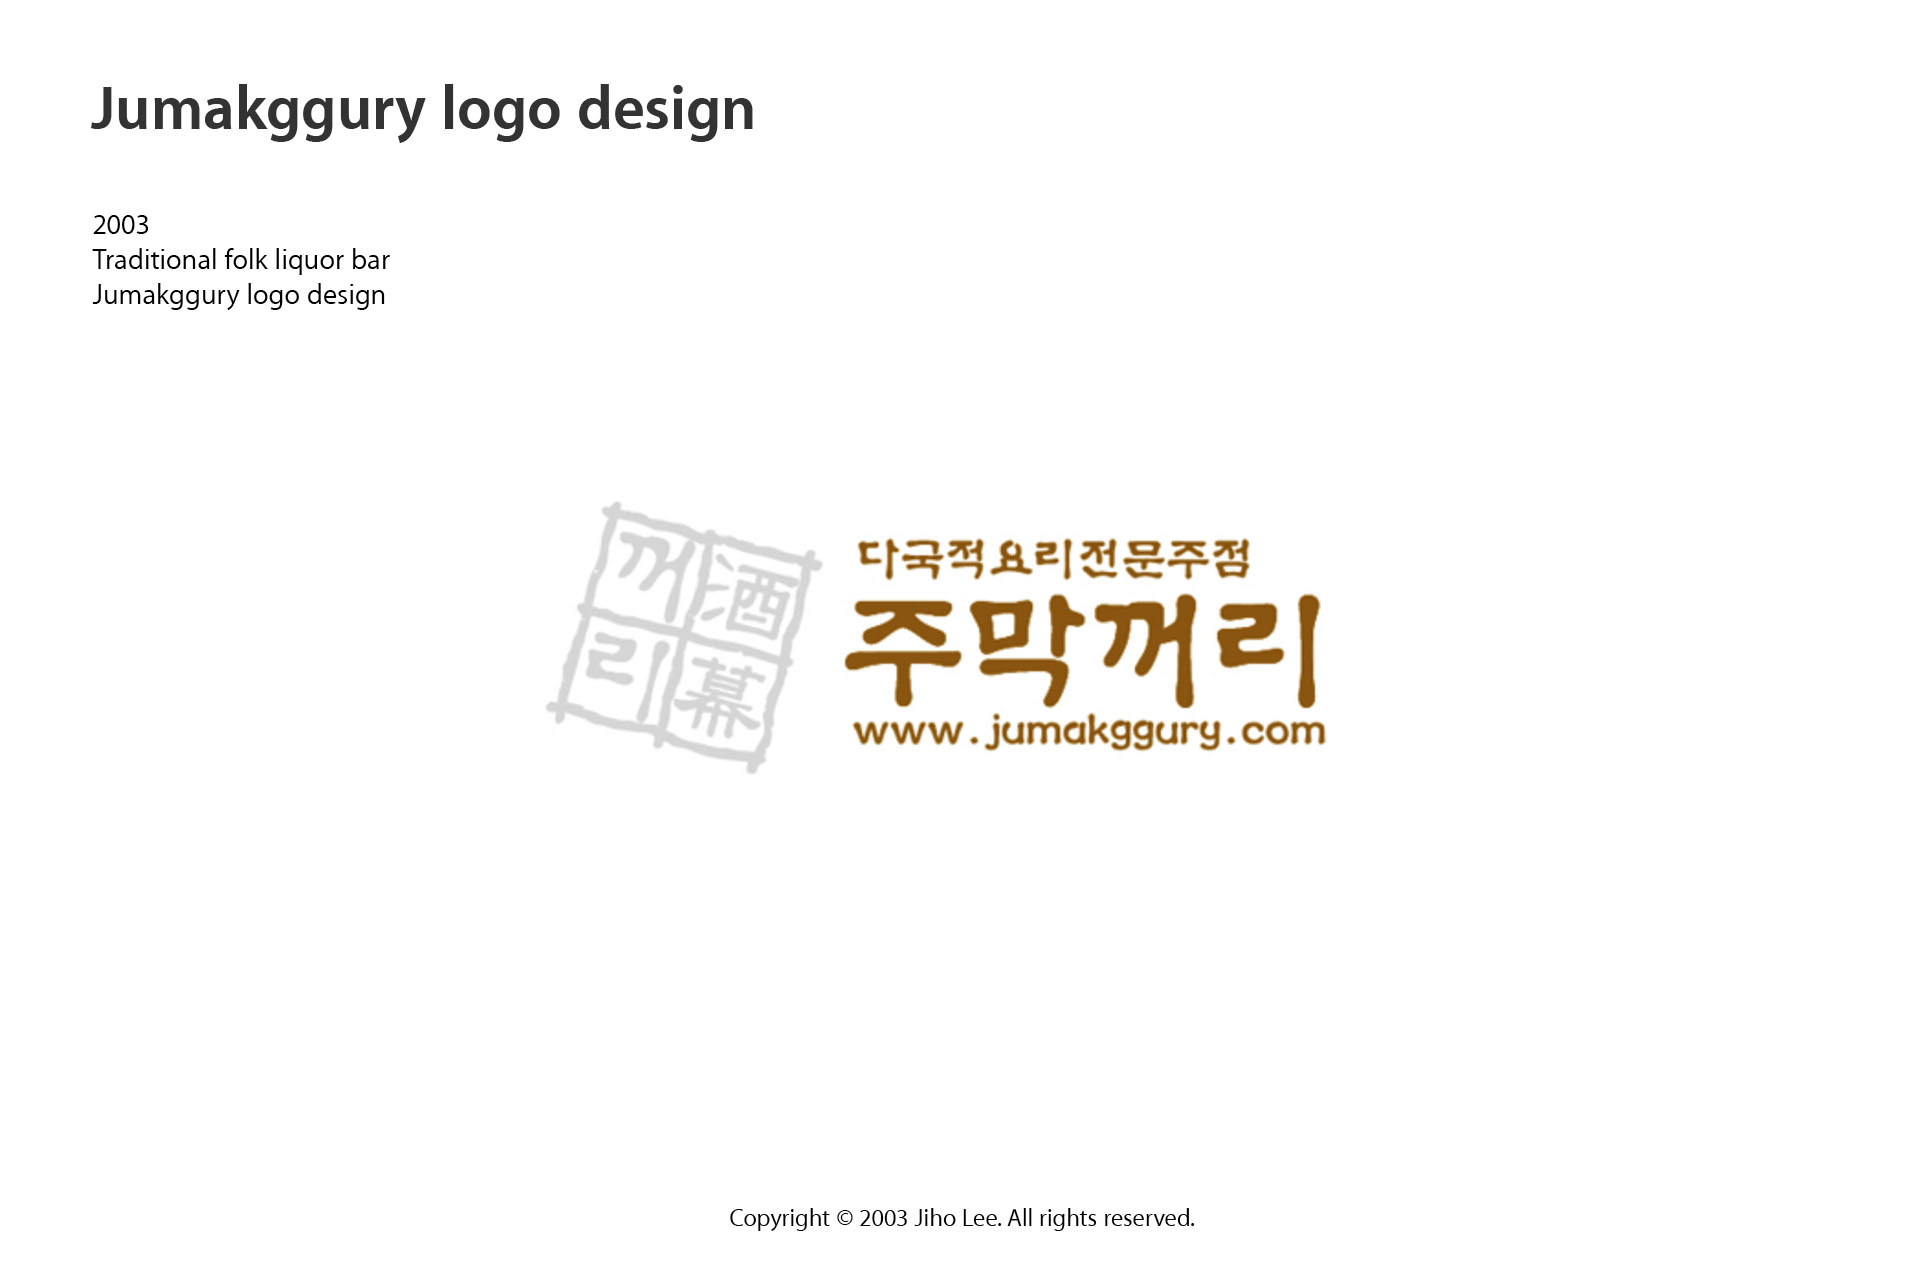 Jumakggury logo design
2003
Traditional folk liquor bar
Jumakggury logo design
꺼 酒
리 幕
다국적요리전문주점
주막꺼리
www.jumakggury.com
Copyright © 2003 Jiho Lee. All rights reserved.